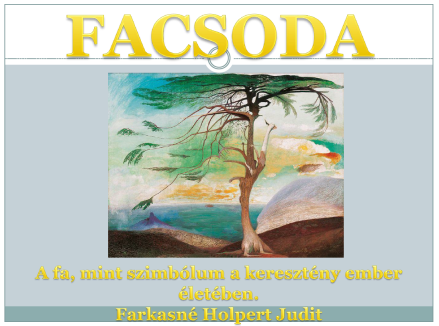 FACSODA
A fa, mint szimbólum a keresztény ember
életében.
Farkasné Holpert Judit